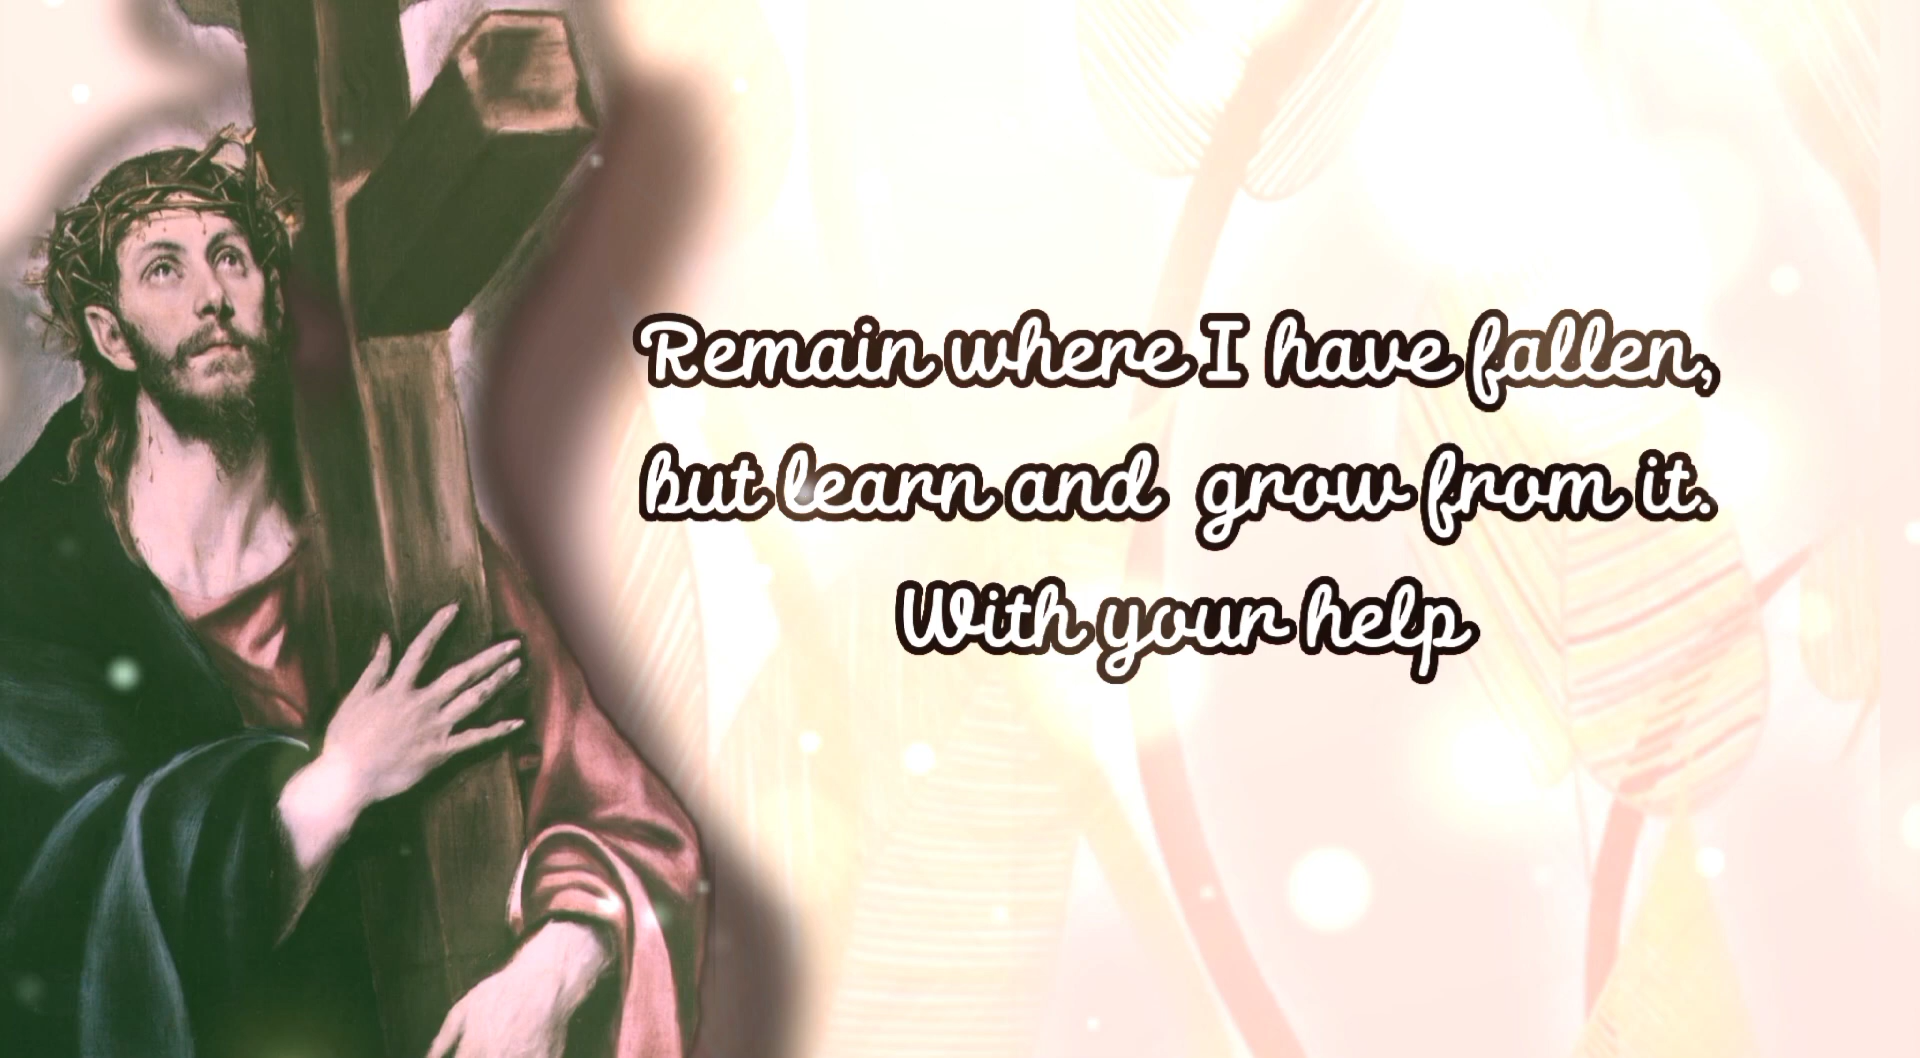 Remain where I have fallen,
but learn and grow from it.
With your help